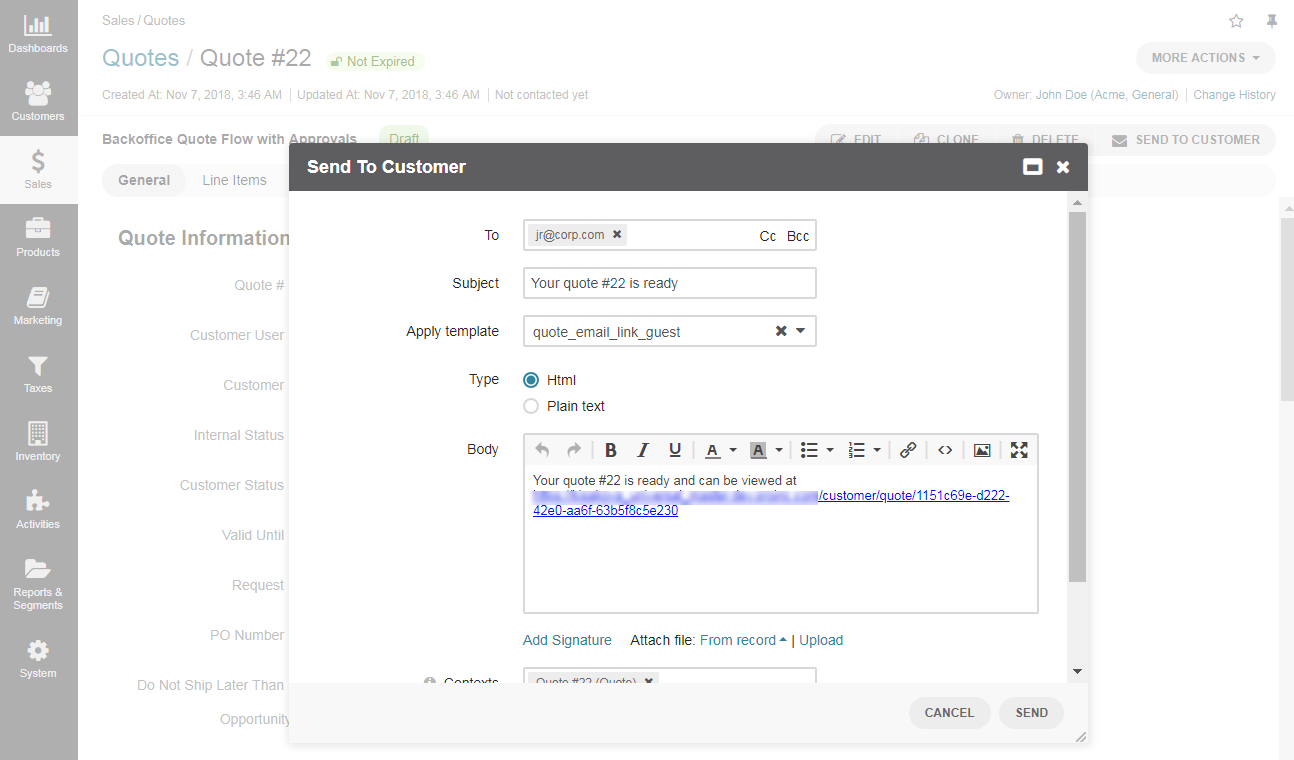 Dashboards
Customers
Sales
Products
Marketing
Taxes
Inventory
Activities
Reports &
Segments
System
Sales / Quotes
Quotes / Quote #22 Not Expired
MORE ACTIONS
Created At: Nov 7, 2018, 3:46 AM Updated At: Nov 7, 2018, 3:46 AM Not contacted yet
Owner: John Doe (Acme, General) Change History
Backoffice Quote Flow with Approvals Draft
EDIT CLONE DELETE SEND TO CUSTOMER
General Line Items
Quote Information
Quote #
Customer User
Customer
Internal Status
Customer Status
Valid Until
Request
PO Number
Do Not Ship Later Than
Opportunity
Send To Customer
To jr@corp.com Cc Bcc
Subject Your quote #22 is ready
Apply template quote_email_link_guest
Type Html
Plain text
Body
B I U A A
Your quote #22 is ready and can be viewed at
/customer/quote/1151c69e-d222-
42e0-aa6f-63b5f8c5e230
Add Signature Attach file: From record | Upload
Contexts Quote #22 (Quote)
CANCEL SEND